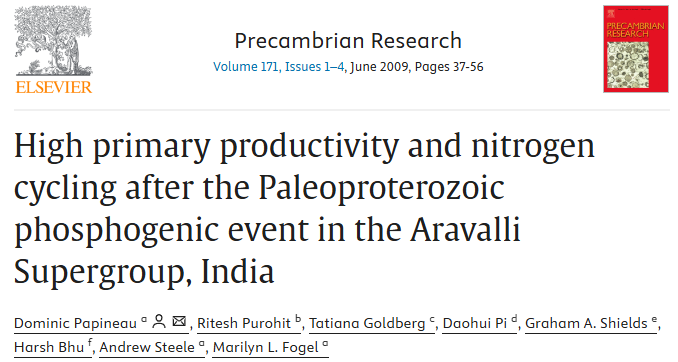 Precambrian Research
Volume 171, Issues 1–4, June 2009, Pages 37-56
ELSEVIER
PRECAMBRIAN
RESEARCH
High primary productivity and nitrogen
cycling after the Paleoproterozoic
phosphogenic event in the Aravalli
Supergroup, India
Dominic Papineau a, Ritesh Purohit b, Tatiana Goldberg c, Daohui Pi d, Graham A. Shields e,
Harsh Bhu f, Andrew Steele a, Marilyn L. Fogel a